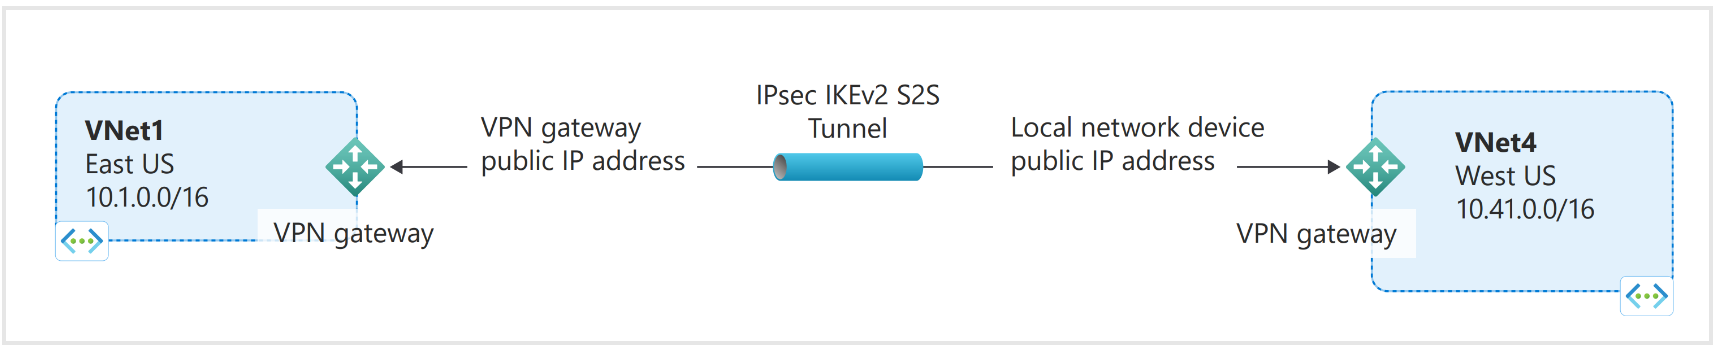 VNet1
East US
10.1.0.0/16
VPN gateway
VPN gateway
public IP address
IPsec IKEv2 S2S
Tunnel
Local network device
public IP address
VPN gateway
VNet4
West US
10.41.0.0/16